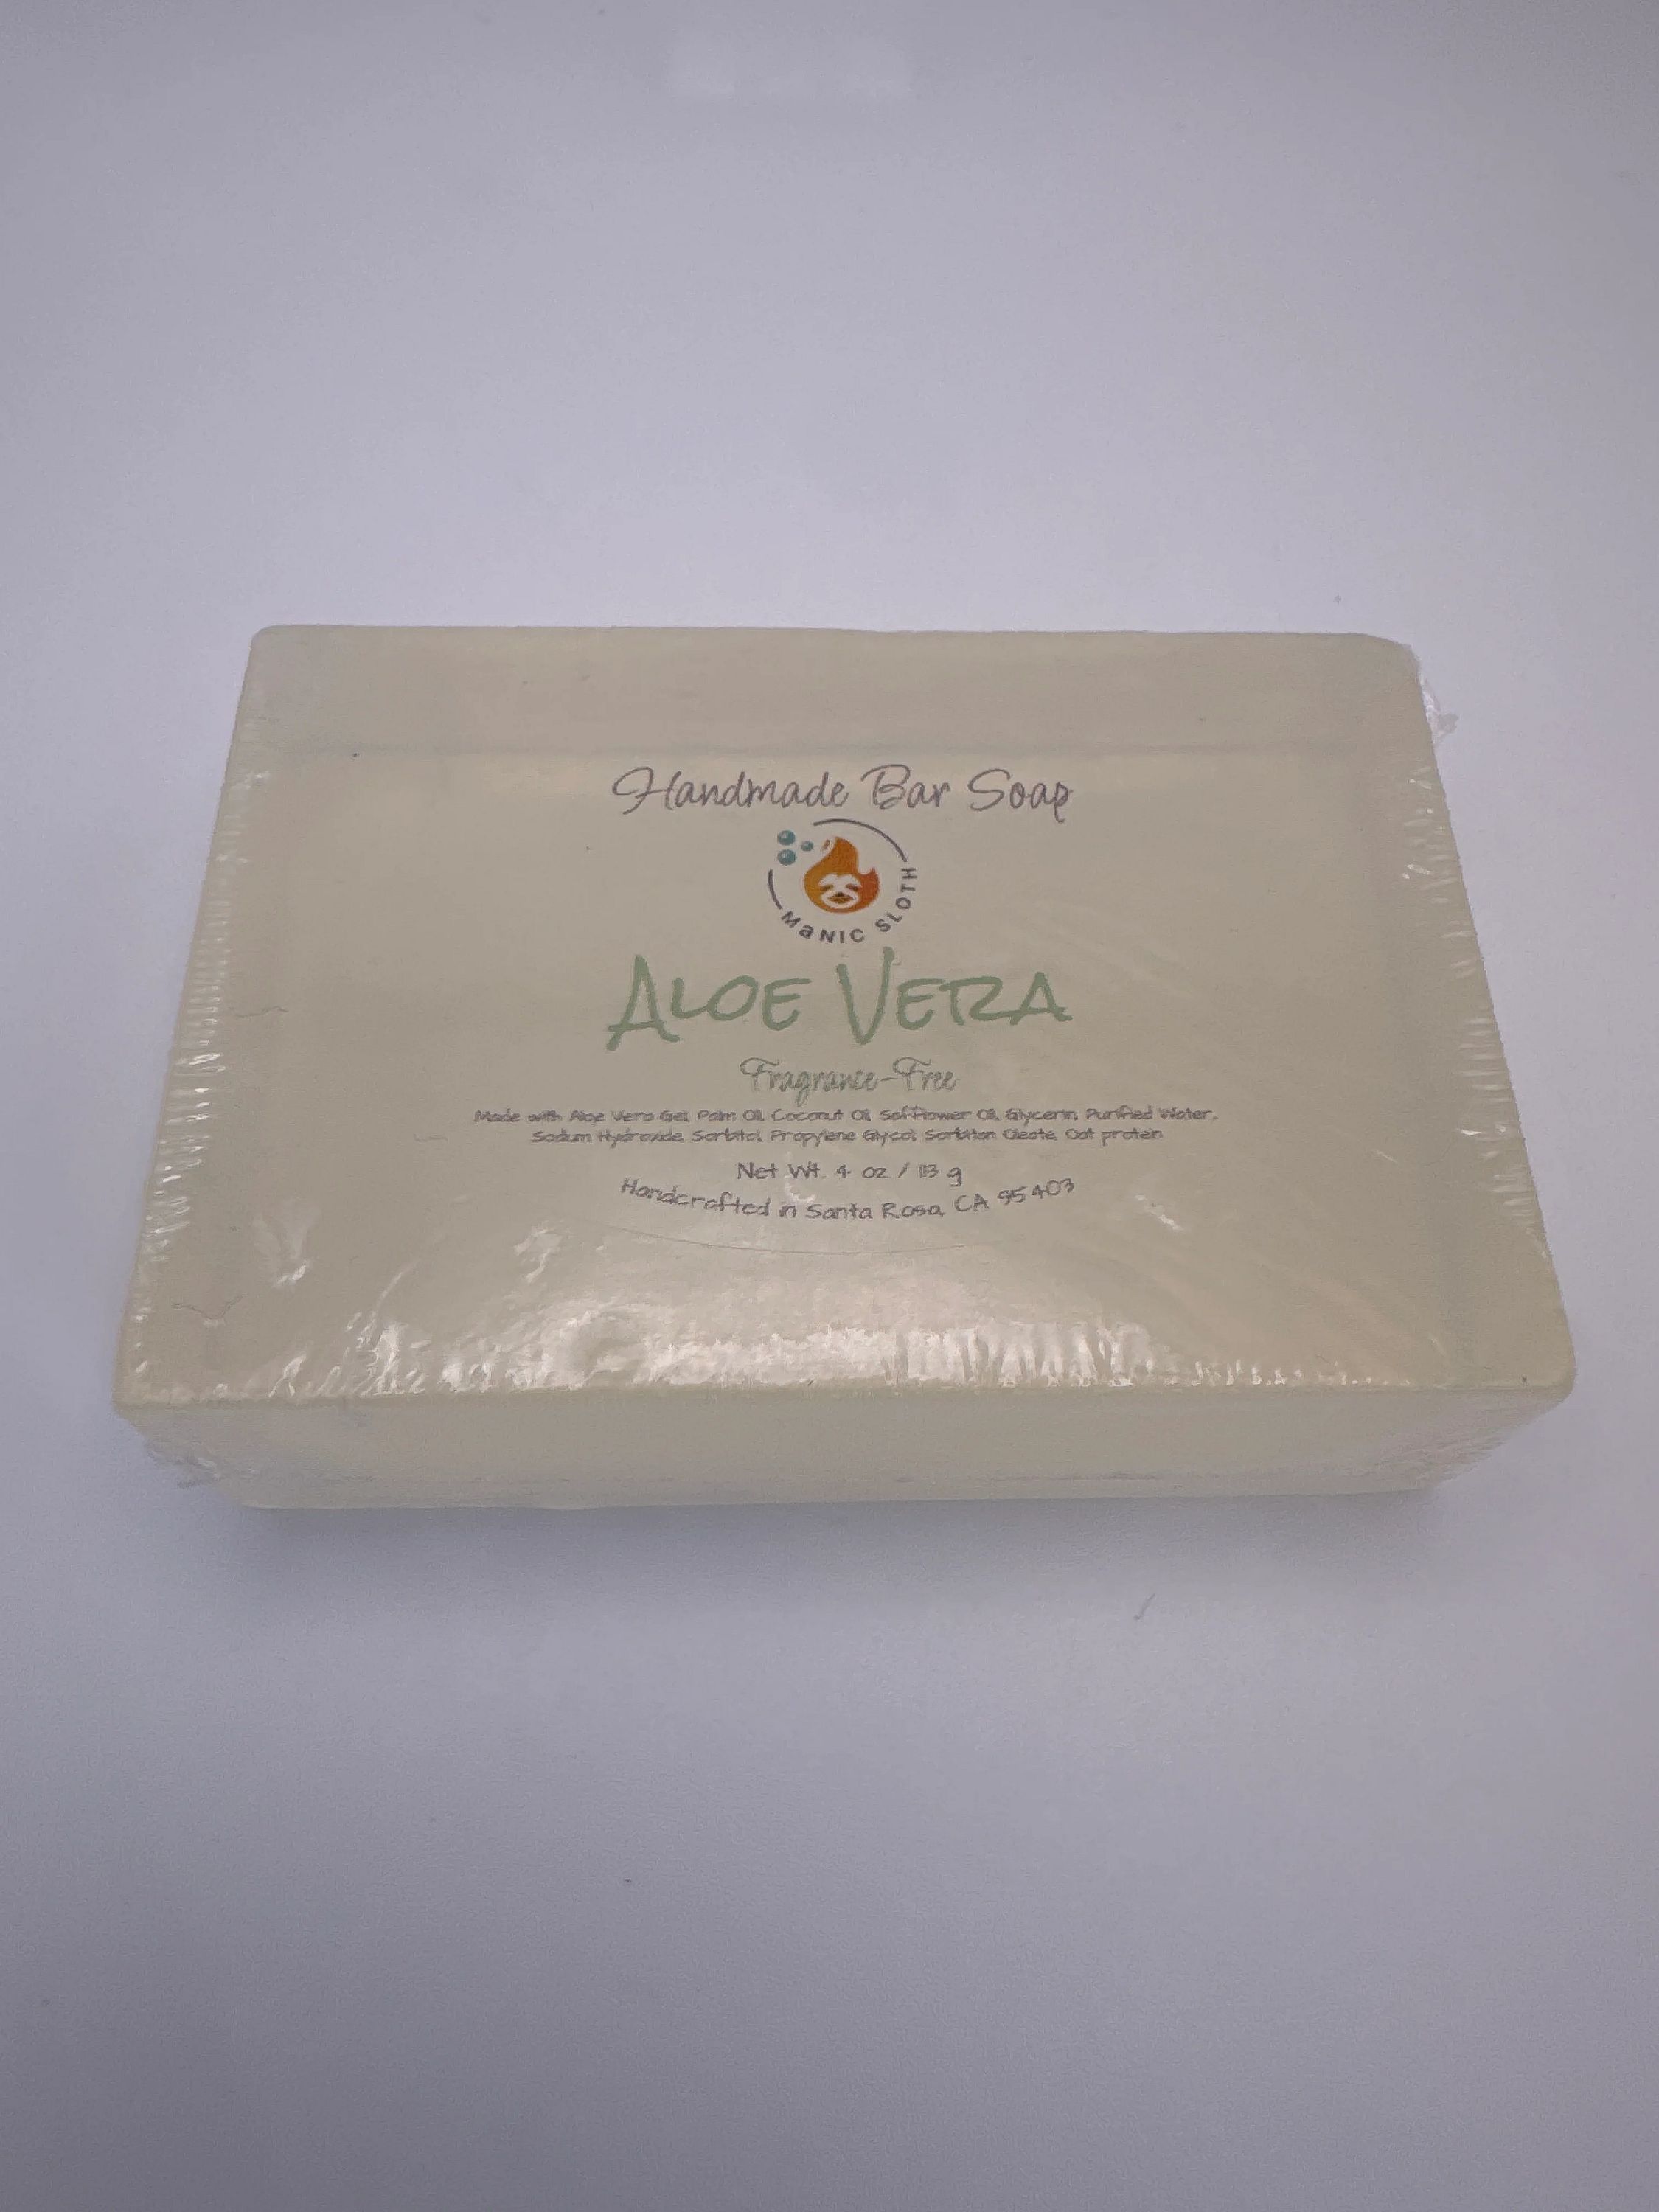 Handmade Bar Soap
MaNIC SLOTH
ALOE VERA
Fragrance-Free
Made with Aloe Vera Gel, Palm Oil, Coconut Oil, Safflower Oil, Glycerin, Purified Water,
Sodium Hydroxide, Sorbitol, Propylene Glycol, Sorbitan Oleate, Oat protein
Net Wt. 4 oz / 113 g
Handcrafted in Santa Rosa, CA 95403